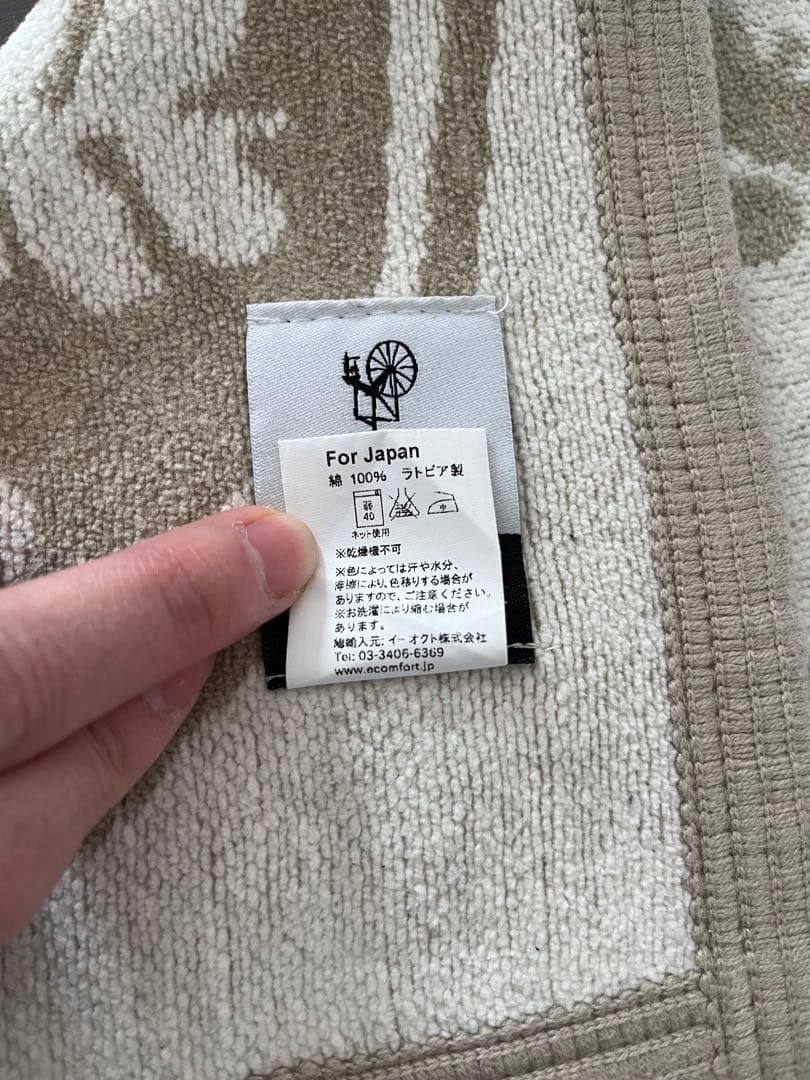 For Japan
綿 100% ラトビア製
弱
40
中
ネット使用
※乾燥機不可
※色によっては汗や水分、
摩擦により、色移りする場合が
ありますので、ご注意ください。
※お洗濯により縮む場合が
あります。
総輸入元: イーオクト株式会社
Tel: 03-3406-6369
www.ecomfort.jp